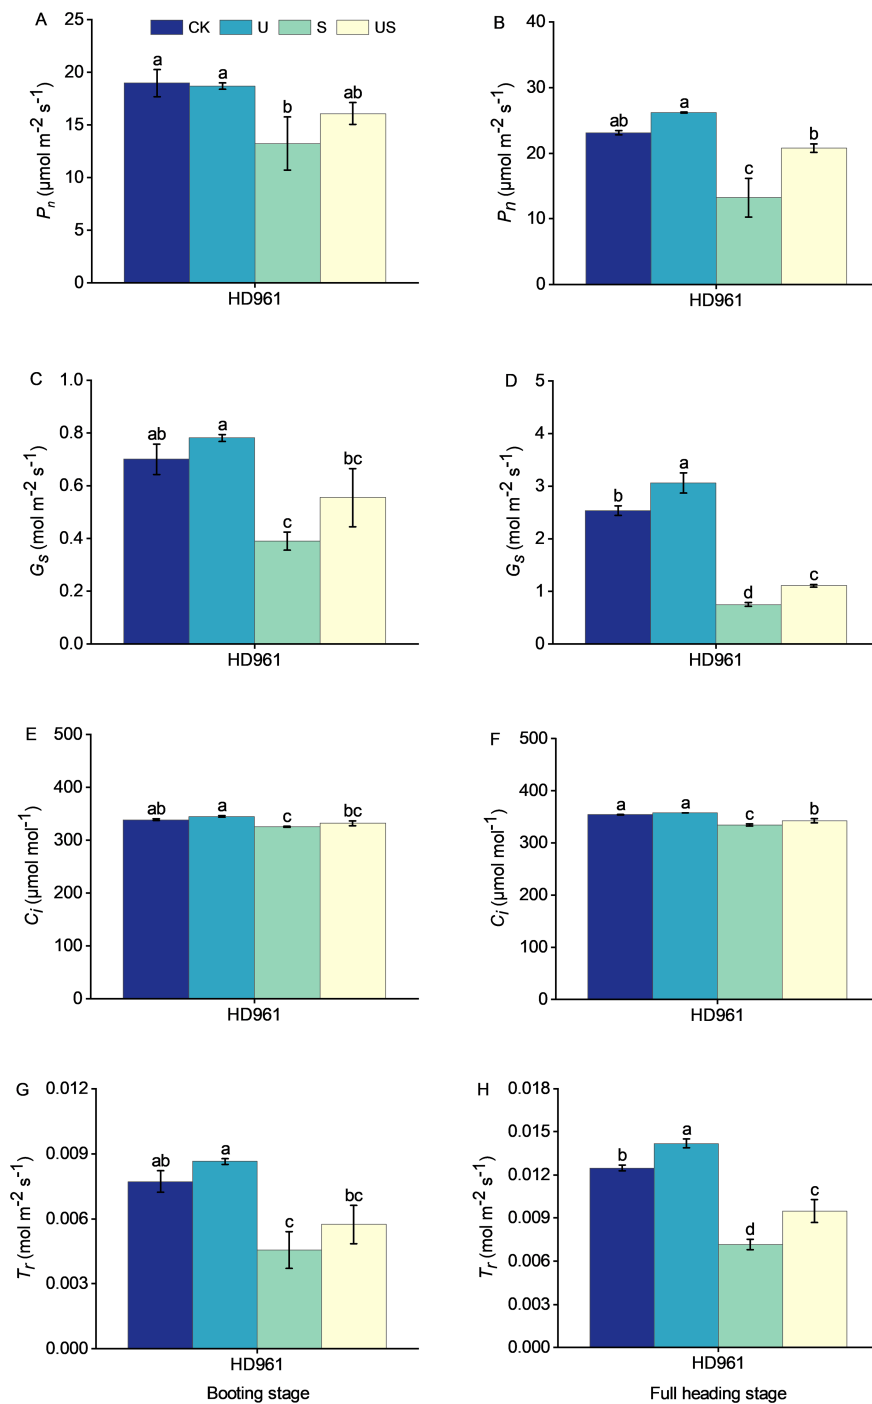 A
CK U S US
25
20
15
10
5
0
Pn (μmol m⁻² s⁻¹)
a a b ab
HD961
B
40
30
20
10
0
Pn (μmol m⁻² s⁻¹)
ab a c b
HD961
C
1.0
0.8
0.6
0.4
0.2
0.0
Gs (mol m⁻² s⁻¹)
ab a c bc
HD961
D
5
4
3
2
1
0
Gs (mol m⁻² s⁻¹)
b a d c
HD961
E
500
400
300
200
100
0
Ci (μmol mol⁻¹)
ab a c bc
HD961
F
500
400
300
200
100
0
Ci (μmol mol⁻¹)
a a c b
HD961
G
0.012
0.009
0.006
0.003
0.000
Tr (mol m⁻² s⁻¹)
ab a c bc
HD961
Booting stage
H
0.018
0.015
0.012
0.009
0.006
0.003
0.000
Tr (mol m⁻² s⁻¹)
b a d c
HD961
Full heading stage